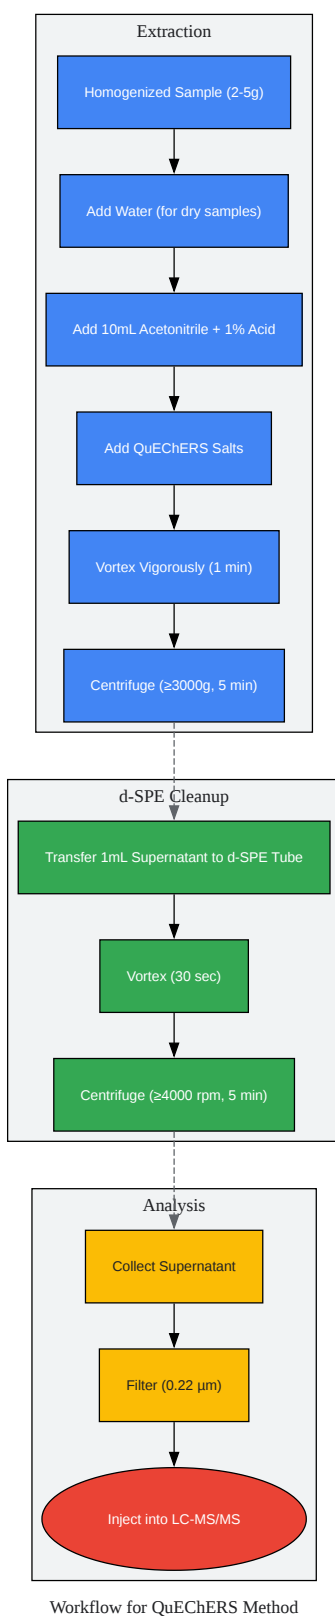 Extraction
Homogenized Sample (2-5g)
Add Water (for dry samples)
Add 10mL Acetonitrile + 1% Acid
Add QuEChERS Salts
Vortex Vigorously (1 min)
Centrifuge (≥3000g, 5 min)
d-SPE Cleanup
Transfer 1mL Supernatant to d-SPE Tube
Vortex (30 sec)
Centrifuge (≥4000 rpm, 5 min)
Analysis
Collect Supernatant
Filter (0.22 µm)
Inject into LC-MS/MS
Workflow for QuEChERS Method